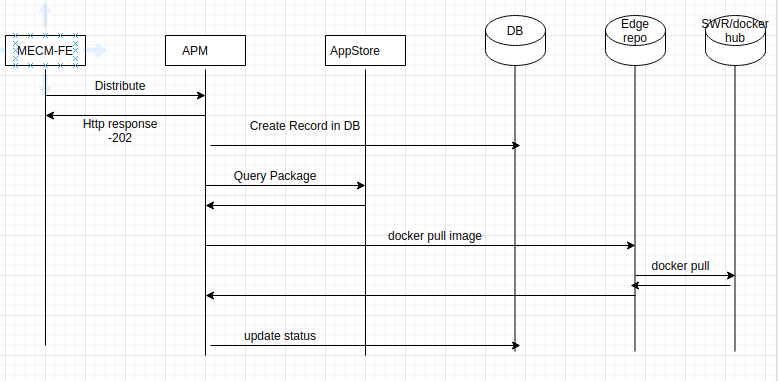 MECM-FE
APM
AppStore
DB
Edge
repo
SWR/docker
hub
Distribute
Http response
-202
Create Record in DB
Query Package
docker pull image
docker pull
update status